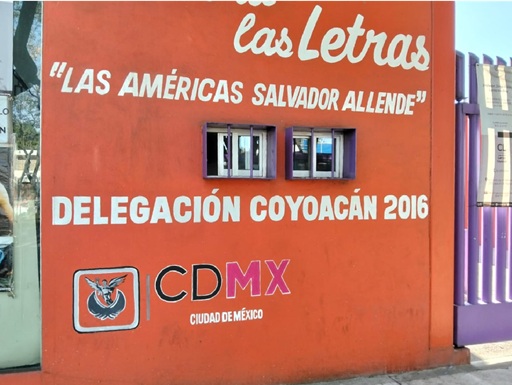 las Letras
"LAS AMÉRICAS SALVADOR ALLENDE"
DELEGACIÓN COYOACÁN 2016
CDMX
CIUDAD DE MÉXICO